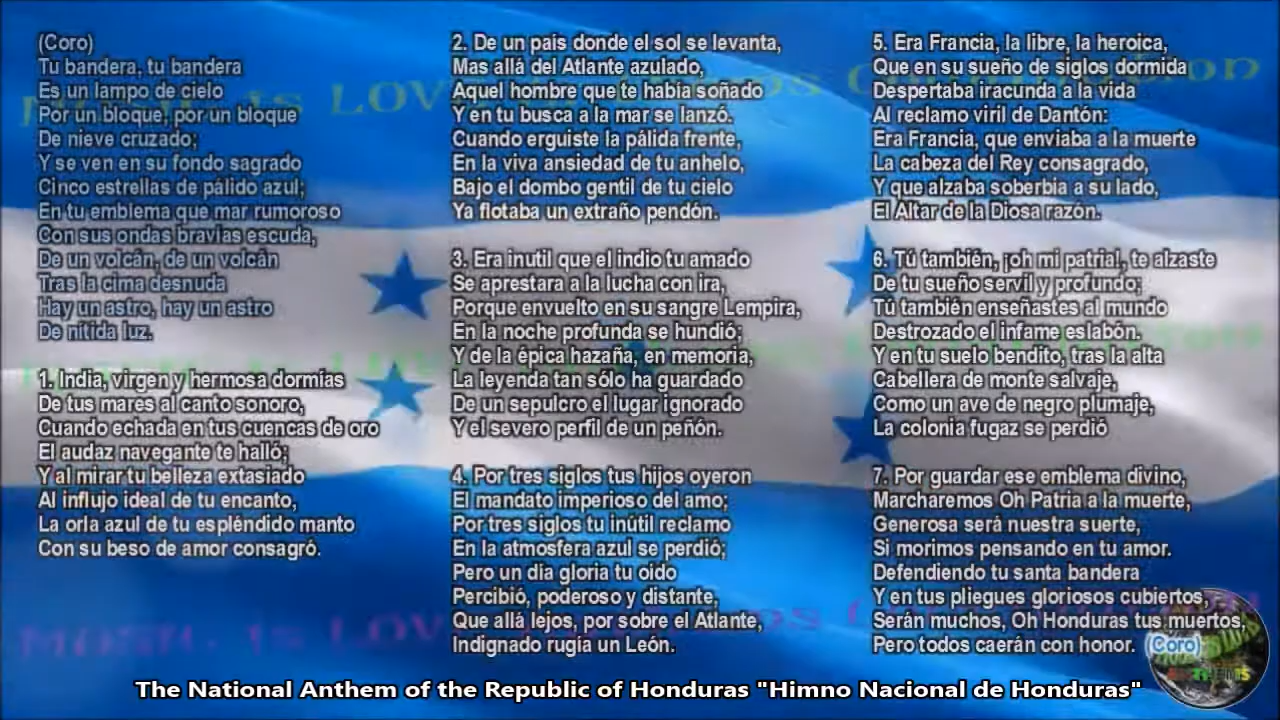 (Coro)
Tu bandera, tu bandera
Es un lampo de cielo
Por un bloque, por un bloque
De nieve cruzado;
Y se ven en su fondo sagrado
Cinco estrellas de pálido azul;
En tu emblema que mar rumoroso
Con sus ondas bravías escuda,
De un volcán, de un volcán
Tras la cima desnuda
Hay un astro, hay un astro
De nítida luz.
1. India, virgen y hermosa dormías
De tus mares al canto sonoro,
Cuando echada en tus cuencas de oro
El audaz navegante te halló;
Y al mirar tu belleza extasiado
Al influjo ideal de tu encanto,
La orla azul de tu espléndido manto
Con su beso de amor consagró.
2. De un país donde el sol se levanta,
Mas allá del Atlante azulado,
Aquel hombre que te había soñado
Y en tu busca a la mar se lanzó.
Cuando erguiste la pálida frente,
En la viva ansiedad de tu anhelo,
Bajo el dombo gentil de tu cielo
Ya flotaba un extraño pendón.
3. Era inutil que el indio tu amado
Se aprestara a la lucha con ira,
Porque envuelto en su sangre Lempira,
En la noche profunda se hundió;
Y de la épica hazaña, en memoria,
La leyenda tan sólo ha guardado
De un sepulcro el lugar ignorado
Y el severo perfil de un peñón.
4. Por tres siglos tus hijos oyeron
El mandato imperioso del amo;
Por tres siglos tu inútil reclamo
En la atmosfera azul se perdió;
Pero un día gloria tu oido
Percibió, poderoso y distante,
Que allá lejos, por sobre el Atlante,
Indignado rugía un León.
5. Era Francia, la libre, la heroica,
Que en su sueño de siglos dormida
Despertaba iracunda a la vida
Al reclamo viril de Dantón:
Era Francia, que enviaba a la muerte
La cabeza del Rey consagrado,
Y que alzaba soberbia a su lado,
El Altar de la Diosa razón.
6. Tú también, ¡oh mi patria!, te alzaste
De tu sueño servil y profundo;
Tú también enseñastes al mundo
Destrozado el infame eslabón.
Y en tu suelo bendito, tras la alta
Cabellera de monte salvaje,
Como un ave de negro plumaje,
La colonia fugaz se perdió
7. Por guardar ese emblema divino,
Marcharemos Oh Patria a la muerte,
Generosa será nuestra suerte,
Si morimos pensando en tu amor.
Defendiendo tu santa bandera
Y en tus pliegues gloriosos cubiertos,
Serán muchos, Oh Honduras tus muertos,
Pero todos caerán con honor. (Coro)
The National Anthem of the Republic of Honduras "Himno Nacional de Honduras"